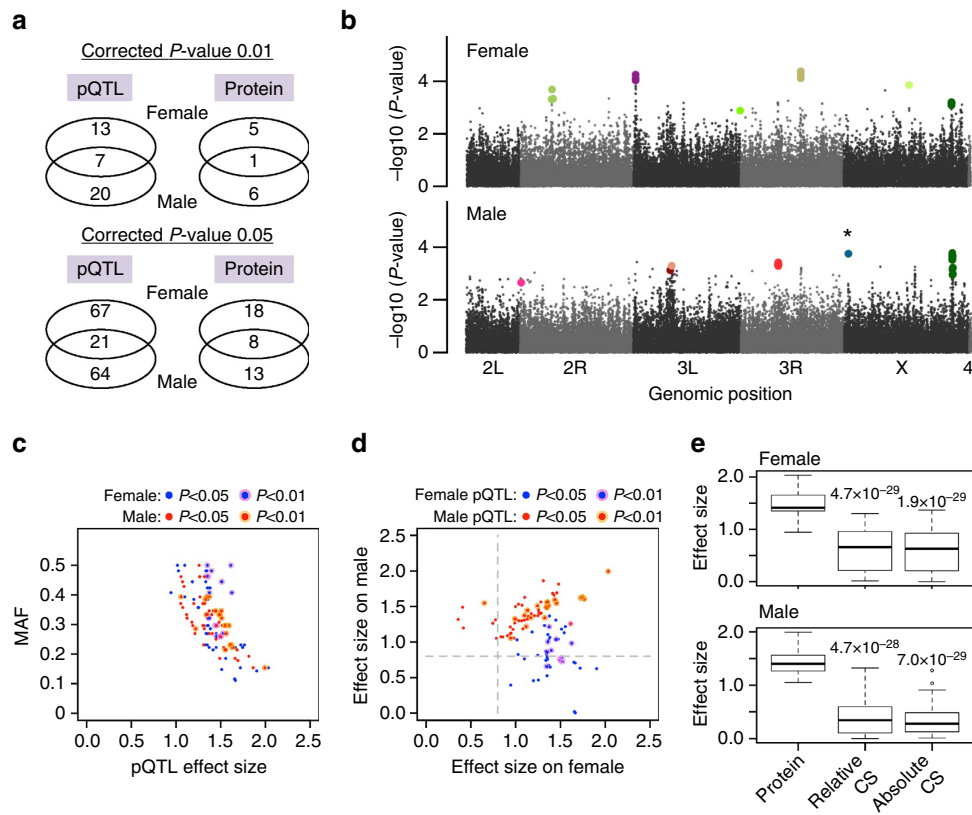 a
Corrected P-value 0.01
pQTL Protein
Female
13 5
7 1
20 6
Male
Corrected P-value 0.05
pQTL Protein
Female
67 18
21 8
64 13
Male
b
Female
–log10 (P-value)
4
2
0
Male
*
–log10 (P-value)
4
2
0
2L 2R 3L 3R X 4
Genomic position
c
Female: P<0.05 P<0.01
Male: P<0.05 P<0.01
MAF
0.5
0.4
0.3
0.2
0.1
0
0.0 0.5 1.0 1.5 2.0 2.5
pQTL effect size
d
Female pQTL: P<0.05 P<0.01
Male pQTL: P<0.05 P<0.01
Effect size on male
2.5
2.0
1.5
1.0
0.5
0.0
0.0 0.5 1.0 1.5 2.0 2.5
Effect size on female
e
Female
Effect size
2.0
1.0
0.0
4.7×10–29
1.9×10–29
Male
Effect size
2.0
1.0
0.0
4.7×10–28
7.0×10–29
Protein
Relative CS
Absolute CS